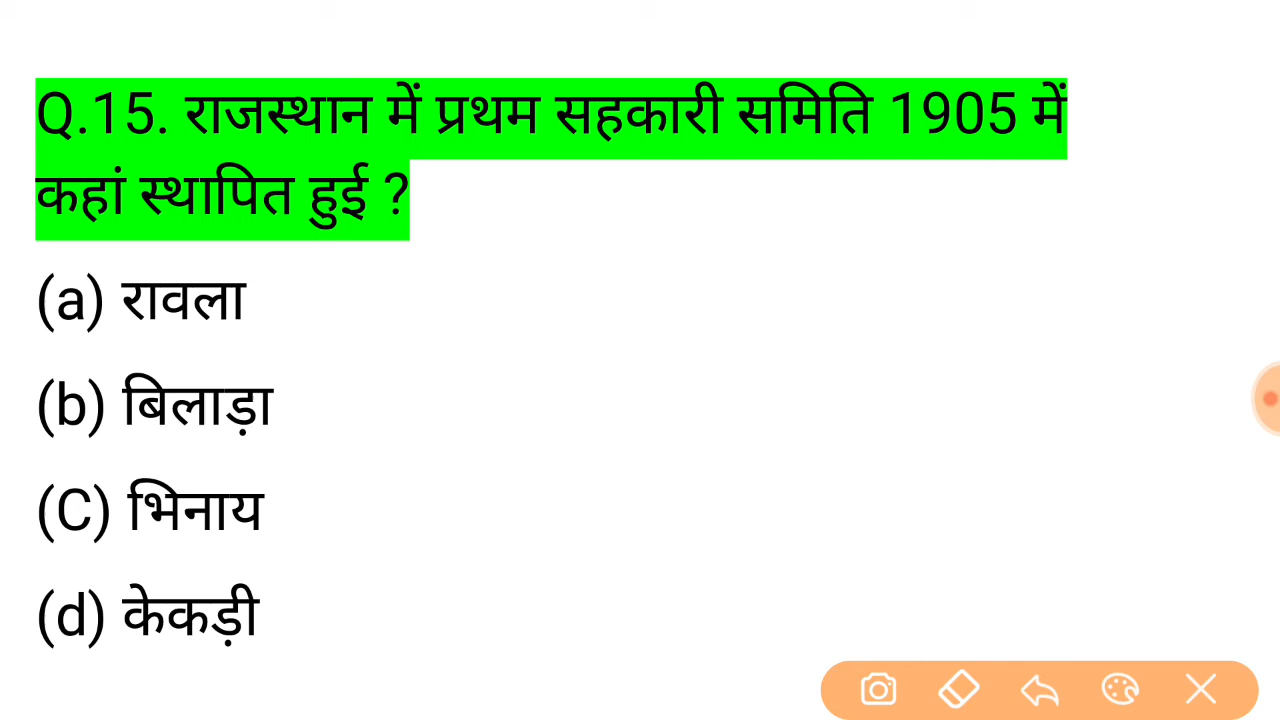 Q.15. राजस्थान में प्रथम सहकारी समिति 1905 में
कहां स्थापित हुई ?
(a) रावला
(b) बिलाड़ा
(C) भिनाय
(d) केकड़ी